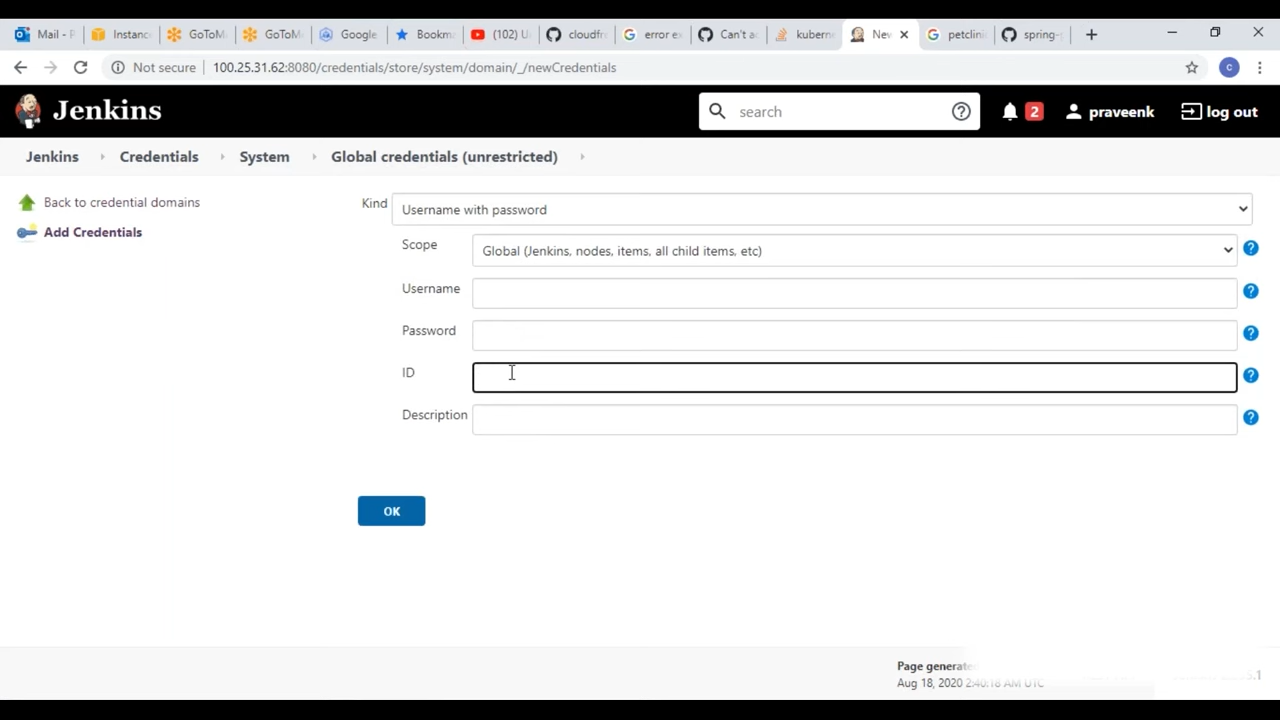 Mail - P
Instanc
GoToM
GoToM
Google
Bookm
(102) U
cloudfr
error e
Can't a
kubern
New
petclini
spring-
Not secure
100.25.31.62:8080/credentials/store/system/domain/_/newCredentials
c
Jenkins
search
2
praveenk
log out
Jenkins
Credentials
System
Global credentials (unrestricted)
Back to credential domains
Add Credentials
Kind
Username with password
Scope
Global (Jenkins, nodes, items, all child items, etc)
Username
Password
ID
Description
OK
Page generate
Aug 18, 2020 2:40:18 AM UTC